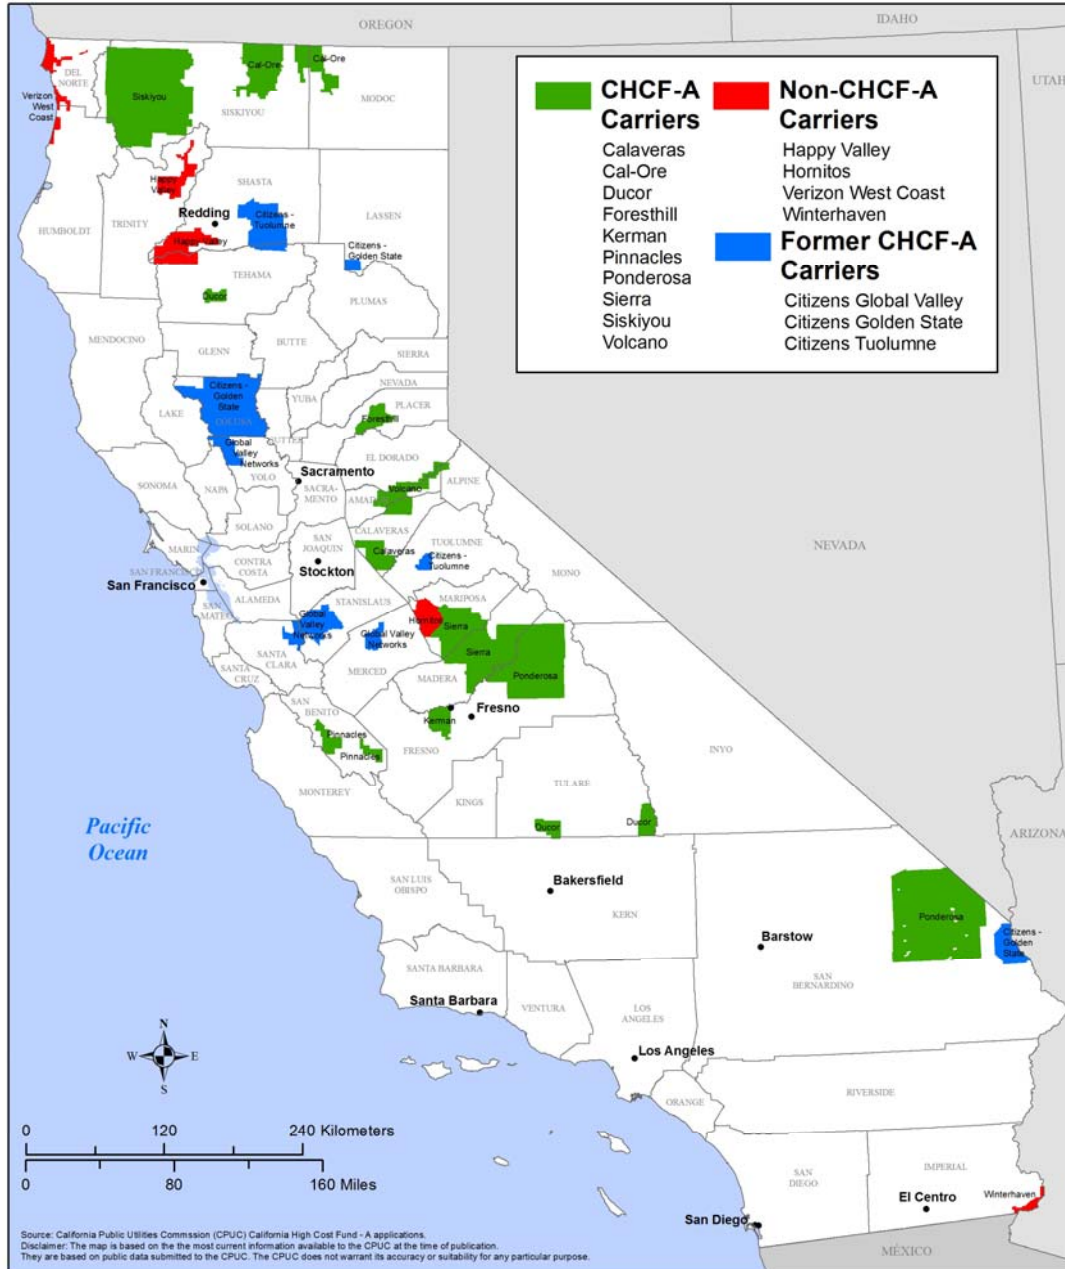 OREGON
IDAHO
UTAH
DEL
NORTE
Verizon
West
Coast
Siskiyou
Cal-Ore
Cal-Ore
SISKIYOU
MODOC
CHCF-A
Carriers
Calaveras
Cal-Ore
Ducor
Foresthill
Kerman
Pinnacles
Ponderosa
Sierra
Siskiyou
Volcano
Non-CHCF-A
Carriers
Happy Valley
Hornitos
Verizon West Coast
Winterhaven
Former CHCF-A
Carriers
Citizens Global Valley
Citizens Golden State
Citizens Tuolumne
Happy
Valley
SHASTA
Redding
Citizens -
Tuolumne
LASSEN
HUMBOLDT
TRINITY
Happy Valley
Citizens -
Golden State
TEHAMA
Ducor
PLUMAS
MENDOCINO
GLENN
BUTTE
SIERRA
NEVADA
PLACER
Citizens -
Golden
State
LAKE
COLUSA
YUBA
SUTTER
Foresthill
Global
Valley
Networks
YOLO
EL DORADO
Sacramento
SACRA-
MENTO
SONOMA
NAPA
Volcano
AMADOR
ALPINE
SOLANO
CALAVERAS
Calaveras
TUOLUMNE
Citizens -
Tuolumne
MARIN
SAN
JOAQUIN
Stockton
CONTRA
COSTA
SAN FRANCISCO
San Francisco
MONO
NEVADA
ALAMEDA
SAN
MATEO
STANISLAUS
MARIPOSA
Hornitos
Sierra
Global
Valley
Networks
Global Valley
Networks
Sierra
SANTA
CLARA
SANTA
CRUZ
MERCED
MADERA
Ponderosa
SAN
BENITO
Kerman
Fresno
Pinnacles
Pinnacles
FRESNO
INYO
MONTEREY
KINGS
TULARE
Ducor
Ducor
Pacific
Ocean
ARIZONA
SAN LUIS
OBISPO
Bakersfield
KERN
Ponderosa
Citizens -
Golden
State
Barstow
SAN
BERNARDINO
SANTA BARBARA
Santa Barbara
VENTURA
LOS
ANGELES
Los Angeles
N
W
E
S
ORANGE
RIVERSIDE
0 120 240 Kilometers
0 80 160 Miles
SAN
DIEGO
IMPERIAL
El Centro
Winterhaven
San Diego
MÉXICO
Source: California Public Utilities Commssion (CPUC) California High Cost Fund - A applications.
Disclaimer: The map is based on the the most current information available to the CPUC at the time of publication.
They are based on public data submitted to the CPUC. The CPUC does not warrant its accuracy or suitability for any particular purpose.